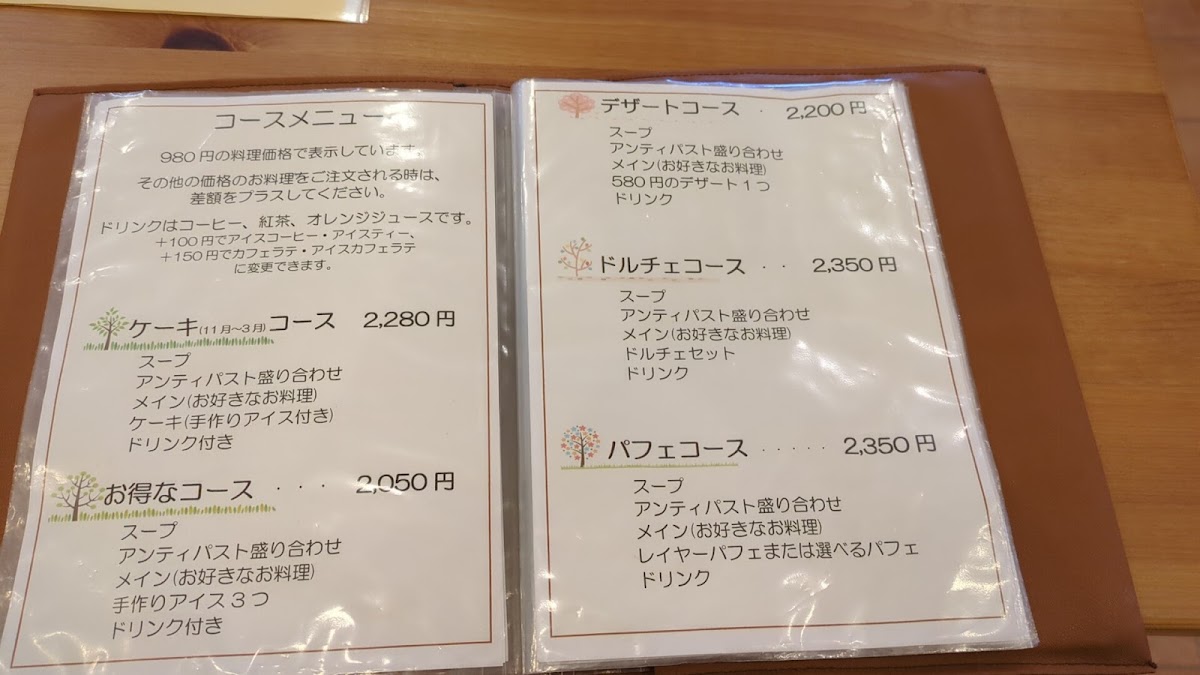 コースメニュー
980円の料理価格で表示しています。
その他の価格のお料理をご注文される時は、
差額をプラスしてください。
ドリンクはコーヒー、紅茶、オレンジジュースです。
+100円でアイスコーヒー・アイスティー、
+150円でカフェラテ・アイスカフェラテ
に変更できます。
ケーキ(11月~3月)コース 2,280円
スープ
アンティパスト盛り合わせ
メイン(お好きなお料理)
ケーキ(手作りアイス付き)
ドリンク付き
お得なコース ・・・ 2,050円
スープ
アンティパスト盛り合わせ
メイン(お好きなお料理)
手作りアイス3つ
ドリンク付き
デザートコース ・ 2,200円
スープ
アンティパスト盛り合わせ
メイン(お好きなお料理)
580円のデザート1つ
ドリンク
ドルチェコース ・・ 2,350円
スープ
アンティパスト盛り合わせ
メイン(お好きなお料理)
ドルチェセット
ドリンク
パフェコース ・・・・・ 2,350円
スープ
アンティパスト盛り合わせ
メイン(お好きなお料理)
レイヤーパフェまたは選べるパフェ
ドリンク